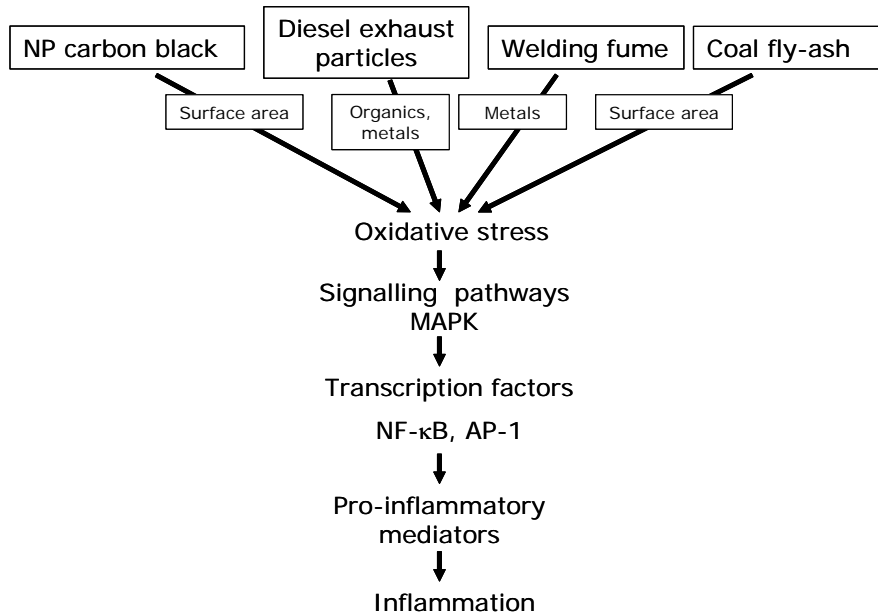 NP carbon black
Diesel exhaust
particles
Welding fume
Coal fly-ash
Surface area
Organics,
metals
Metals
Surface area
Oxidative stress
Signalling pathways
MAPK
Transcription factors
NF-κB, AP-1
Pro-inflammatory
mediators
Inflammation